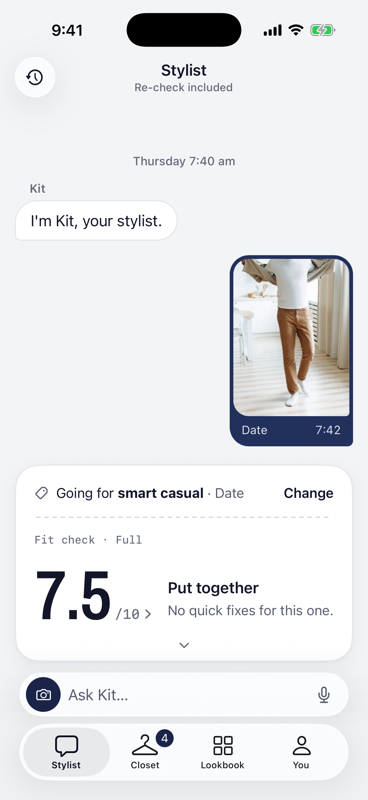 9:41
Stylist
Re-check included
Thursday 7:40 am
Kit
I'm Kit, your stylist.
Date 7:42
Going for smart casual · Date Change
Fit check · Full
7.5 /10
Put together
No quick fixes for this one.
Ask Kit...
4
Stylist Closet Lookbook You